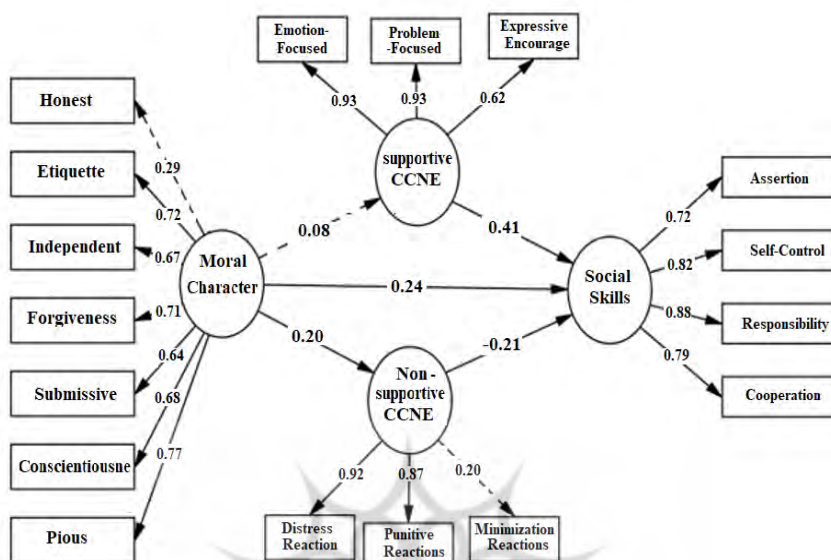 Emotion-
Focused
Problem
-Focused
Expressive
Encourage
0.93
0.93
0.62
Honest
Etiquette
Independent
Forgiveness
Submissive
Conscientiousne
Pious
0.29
0.72
0.67
0.71
0.64
0.68
0.77
Moral
Character
supportive
CCNE
0.08
0.41
0.24
0.20
-0.21
Non-
supportive
CCNE
Social
Skills
0.72
0.82
0.88
0.79
Assertion
Self-Control
Responsibility
Cooperation
0.92
0.87
0.20
Distress
Reaction
Punitive
Reactions
Minimization
Reactions